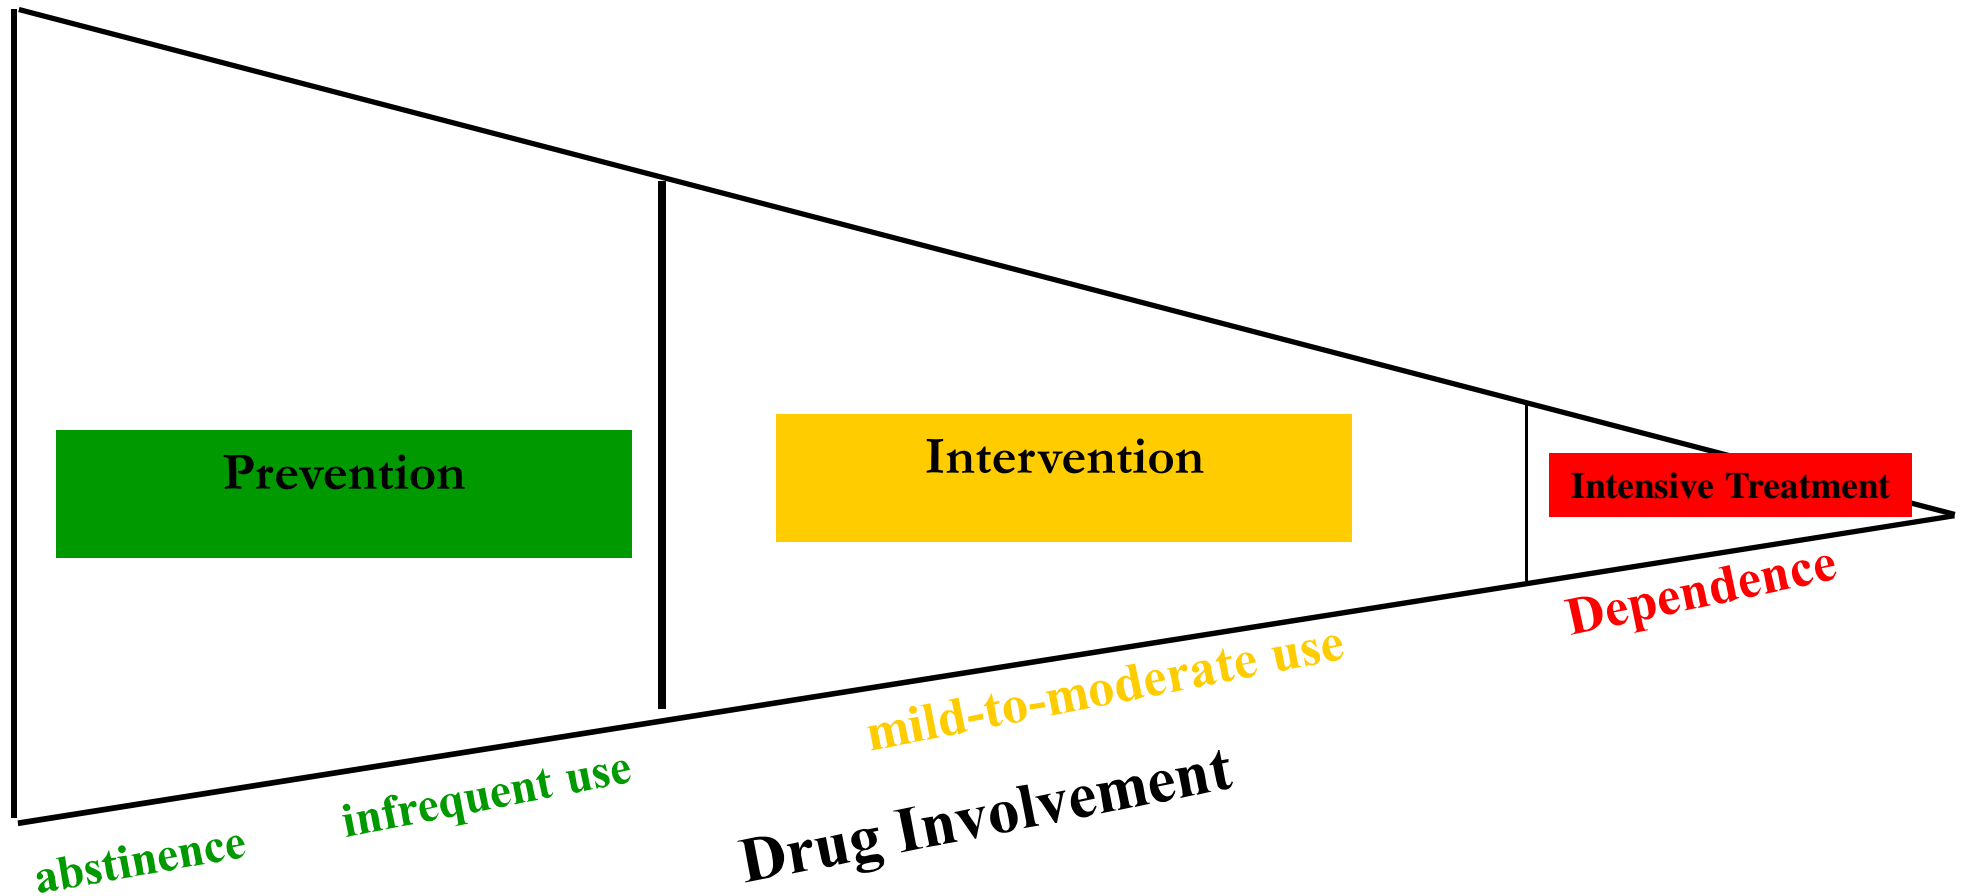 Prevention
Intervention
Intensive Treatment
Dependence
mild-to-moderate use
infrequent use
abstinence
Drug Involvement